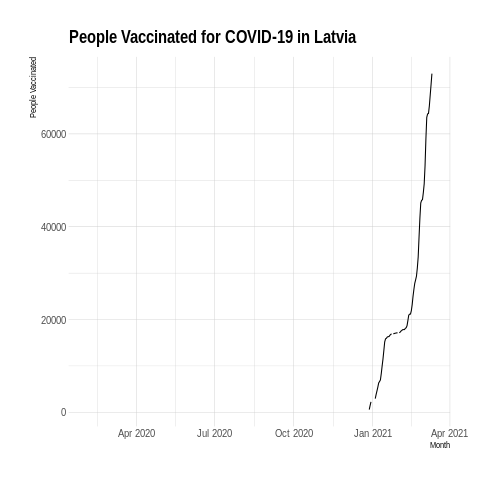 People Vaccinated for COVID-19 in Latvia
People Vaccinated
60000
40000
20000
0
Apr 2020
Jul 2020
Oct 2020
Jan 2021
Apr 2021
Month